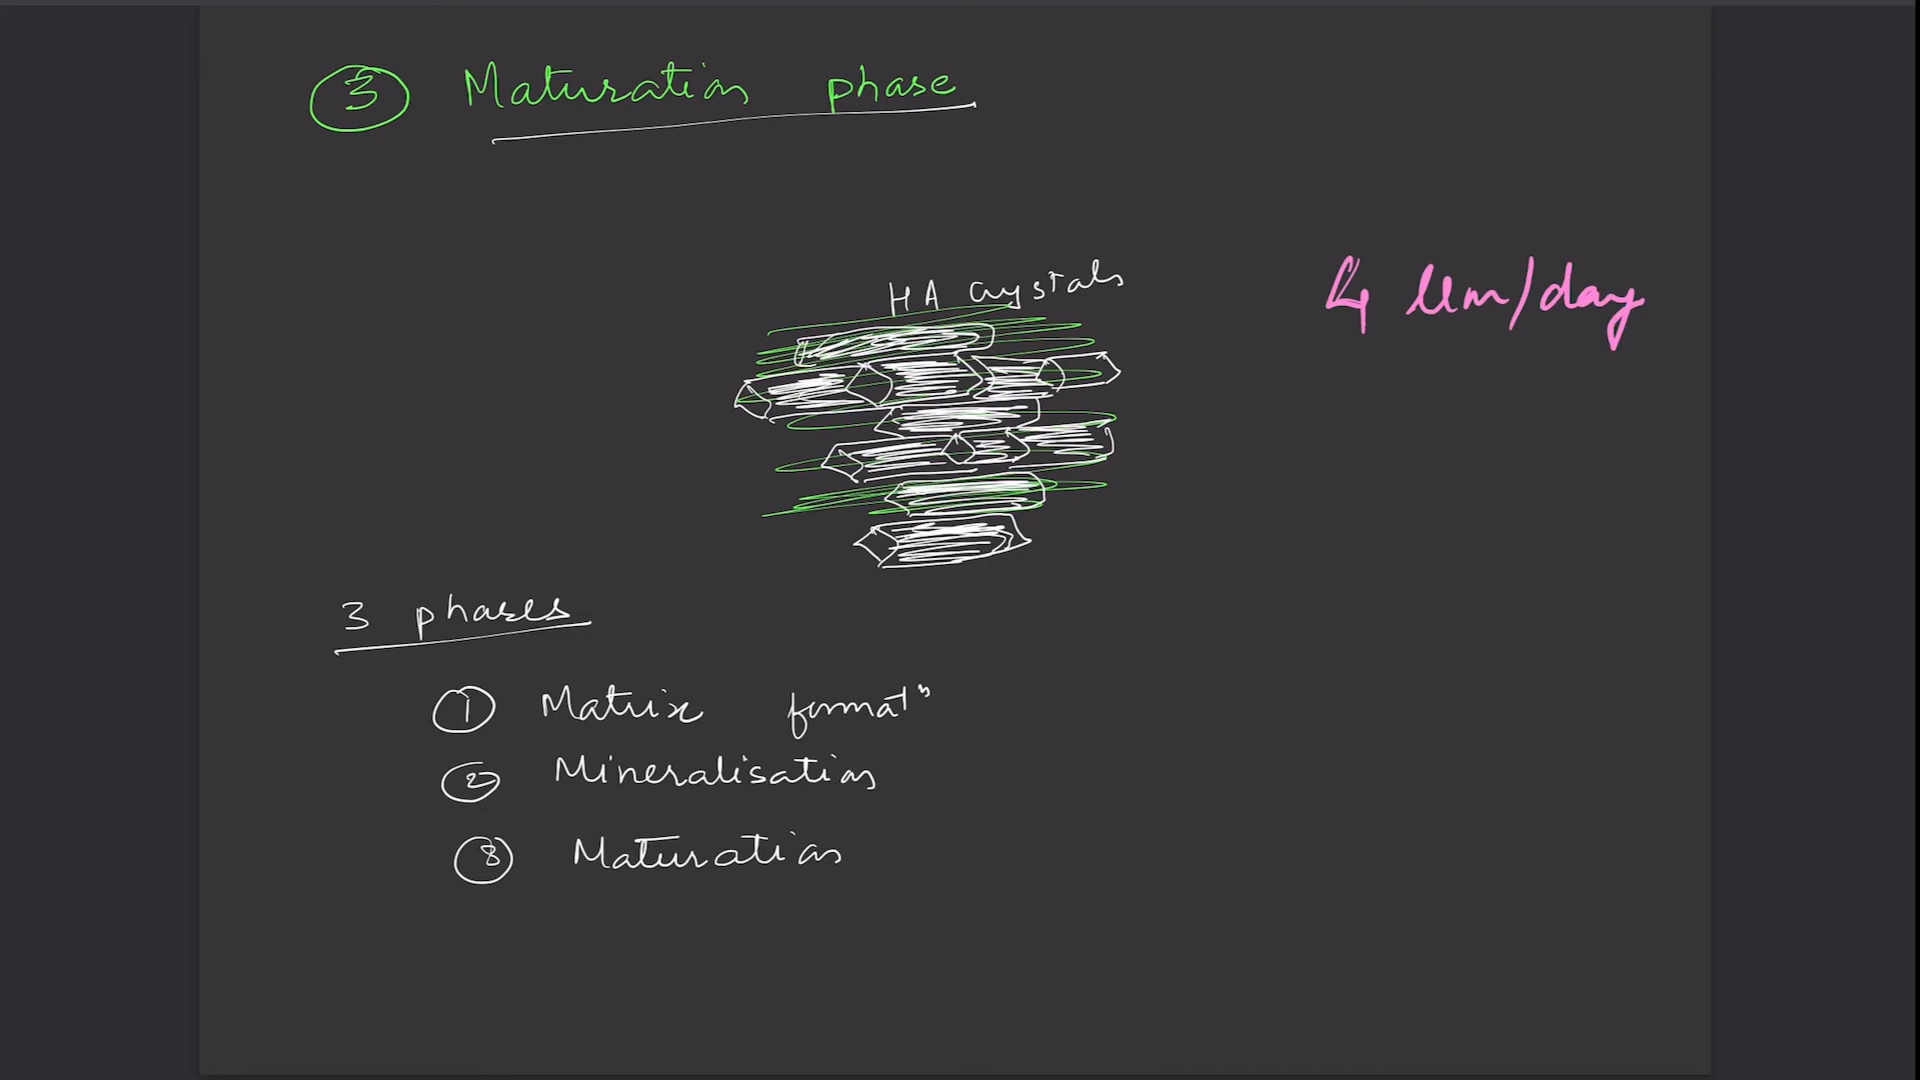 3 Maturation phase
HA crystals
4 um/day
3 phases
1 Matrix format"
2 Mineralisation
3 Maturation